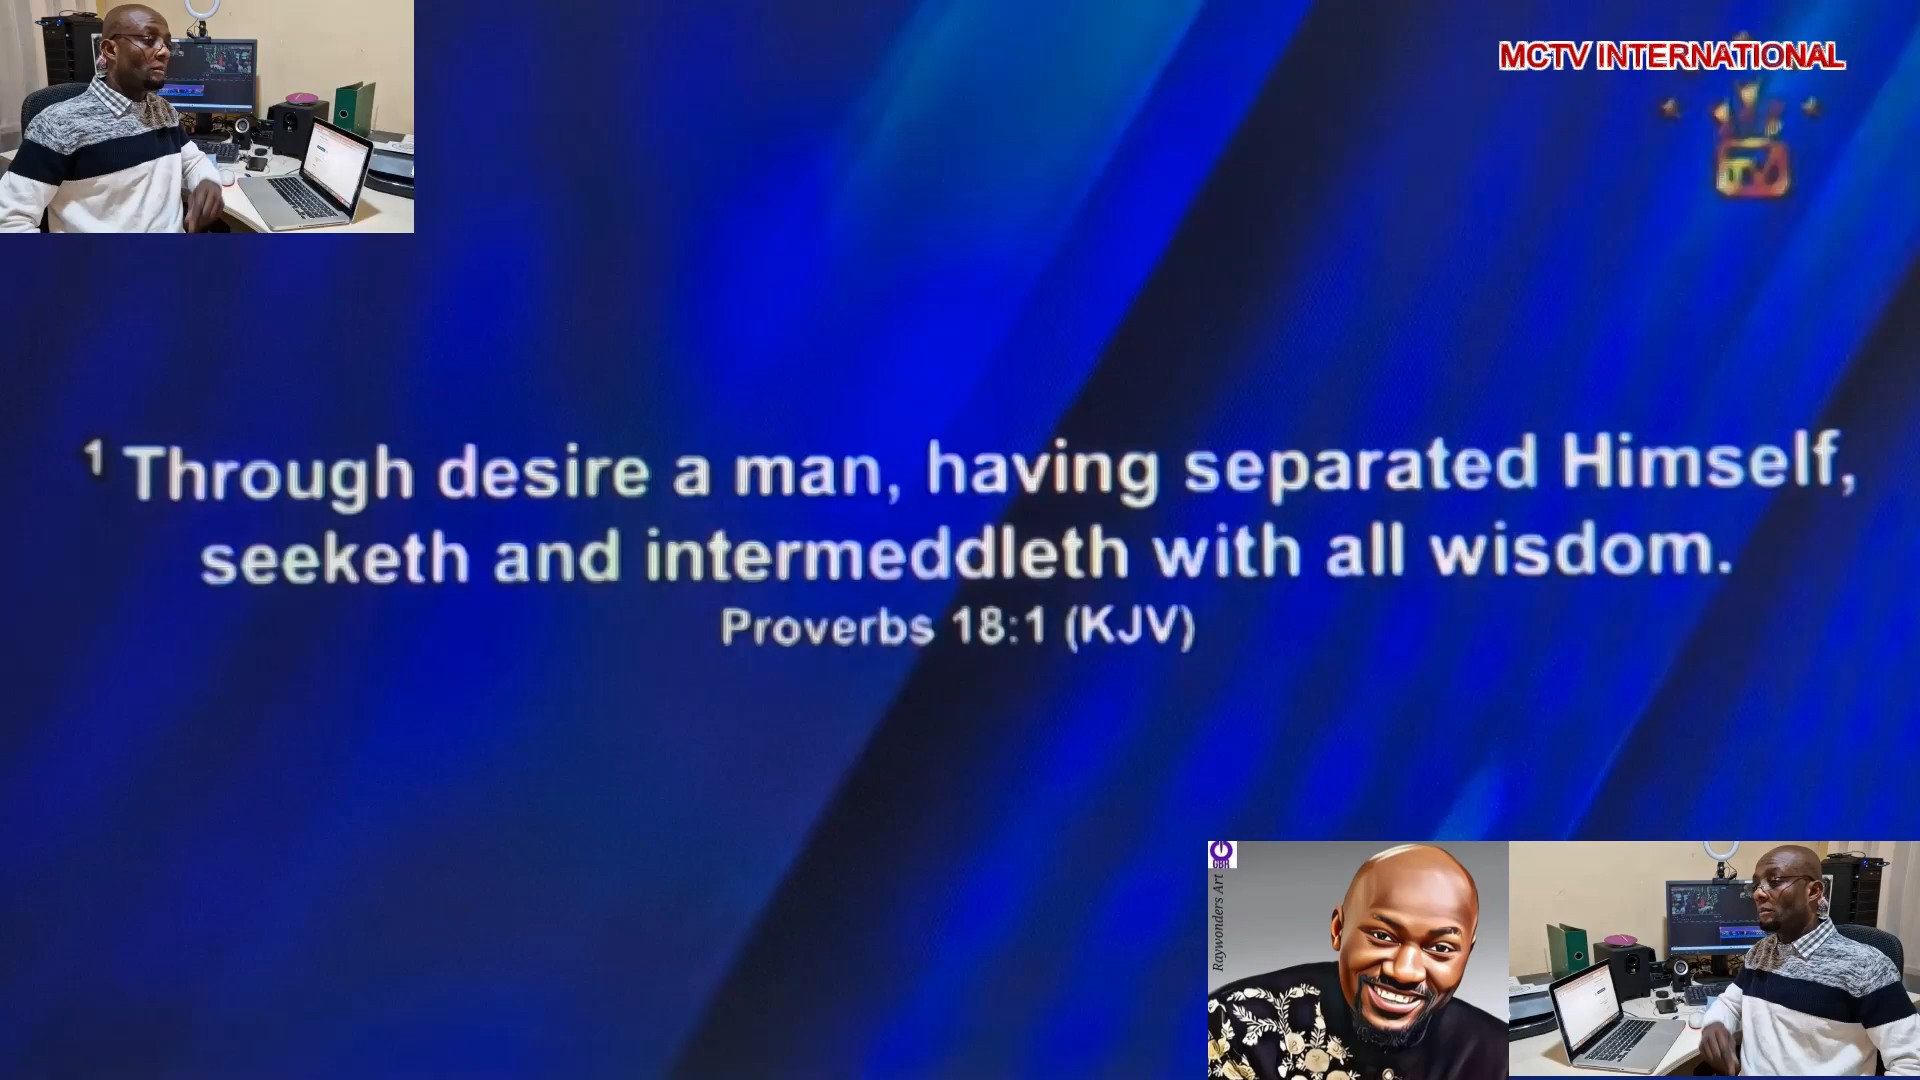 MCTV INTERNATIONAL
1 Through desire a man, having separated Himself,
seeketh and intermeddleth with all wisdom.
Proverbs 18:1 (KJV)
GBH
Raywonders Art